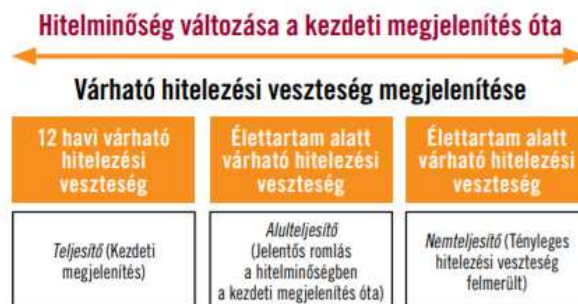 Hitelminőség változása a kezdeti megjelenítés óta
Várható hitelezési veszteség megjelenítése
12 havi várható
hitelezési
veszteség
Élettartam alatt
várható hitelezési
veszteség
Élettartam alatt
várható hitelezési
veszteség
Teljesítő (Kezdeti
megjelenítés)
Alulteljesítő
(Jelentős romlás
a hitelminőségben
a kezdeti megjelenítés óta)
Nemteljesítő (Tényleges
hitelezési veszteség
felmerült)